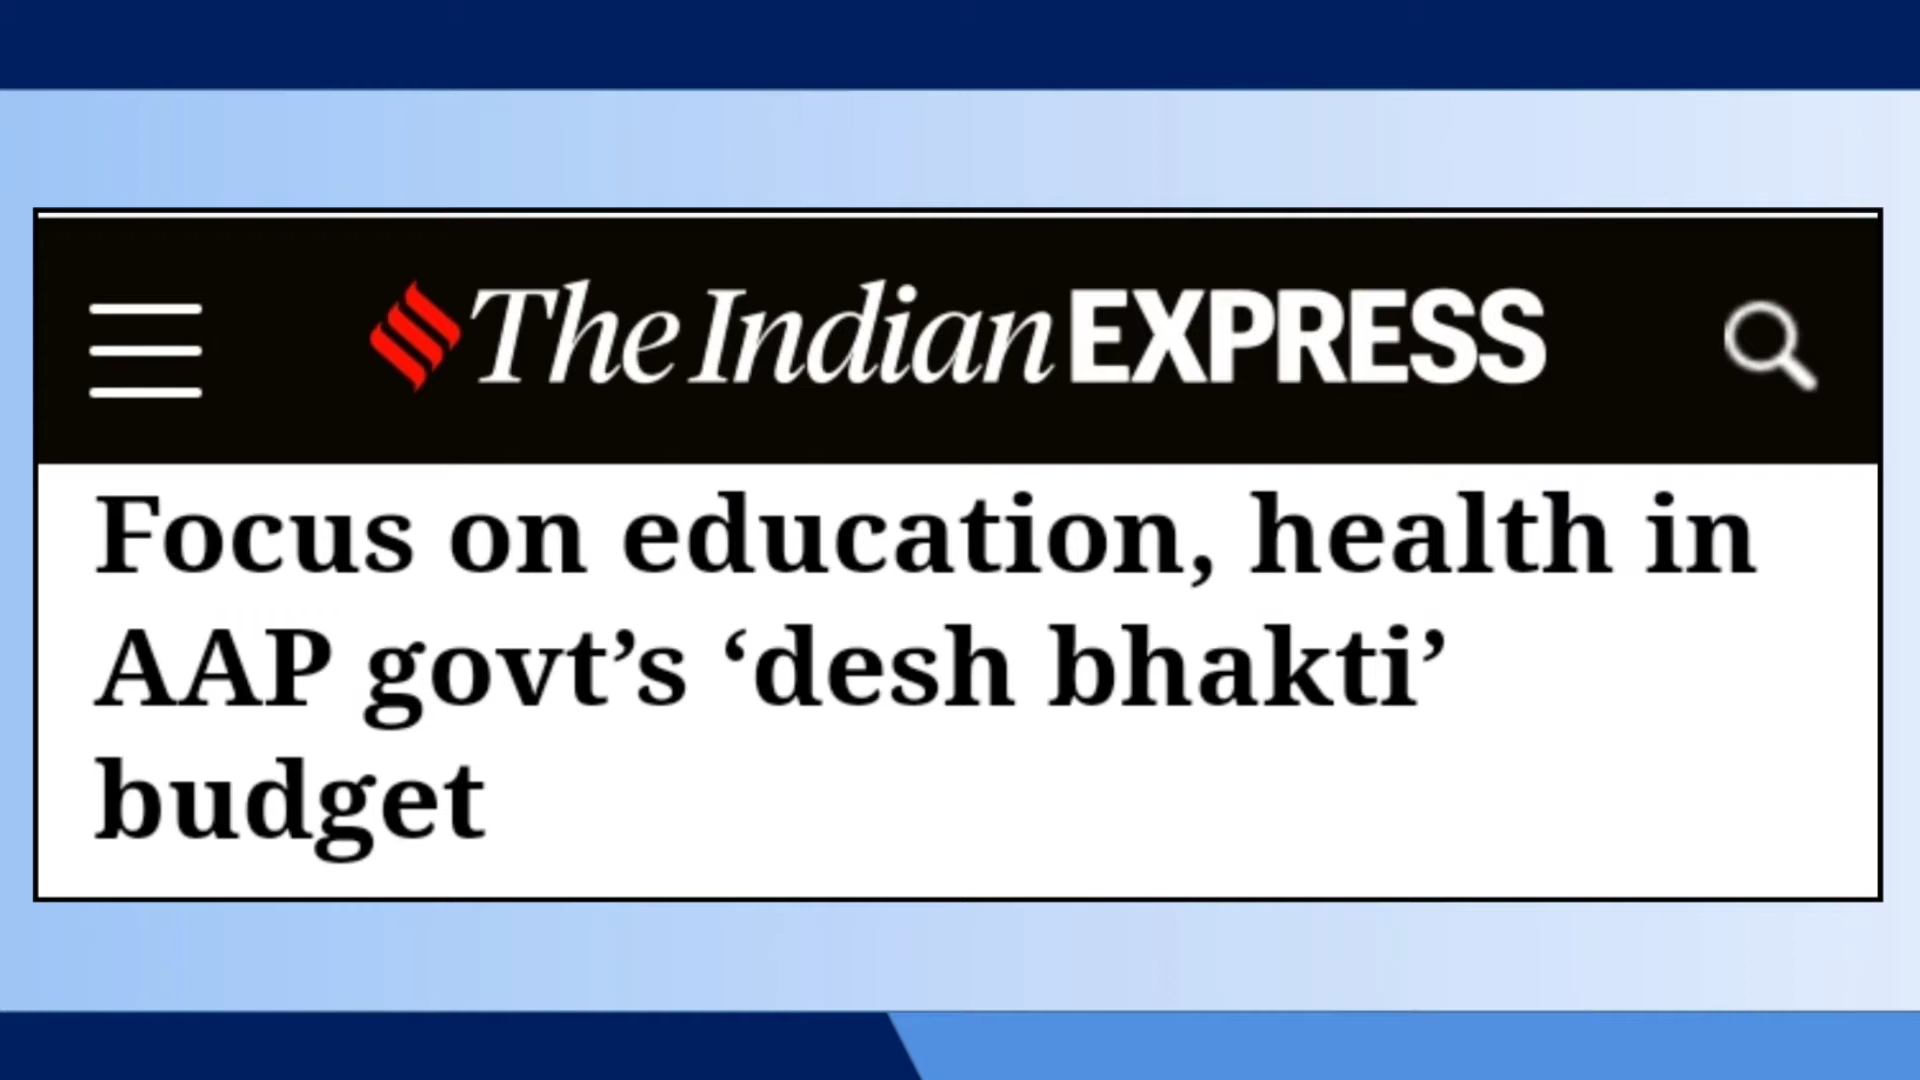 The Indian EXPRESS
Focus on education, health in
AAP govt’s ‘desh bhakti’
budget